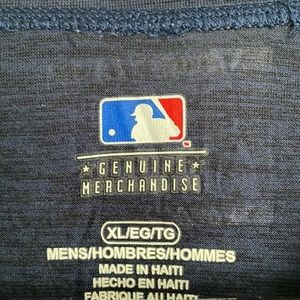 GENUINE
MERCHANDISE
XL/EG/TG
MENS/HOMBRES/HOMMES
MADE IN HAITI
HECHO EN HAITI
FABRIQUE AU HAITI